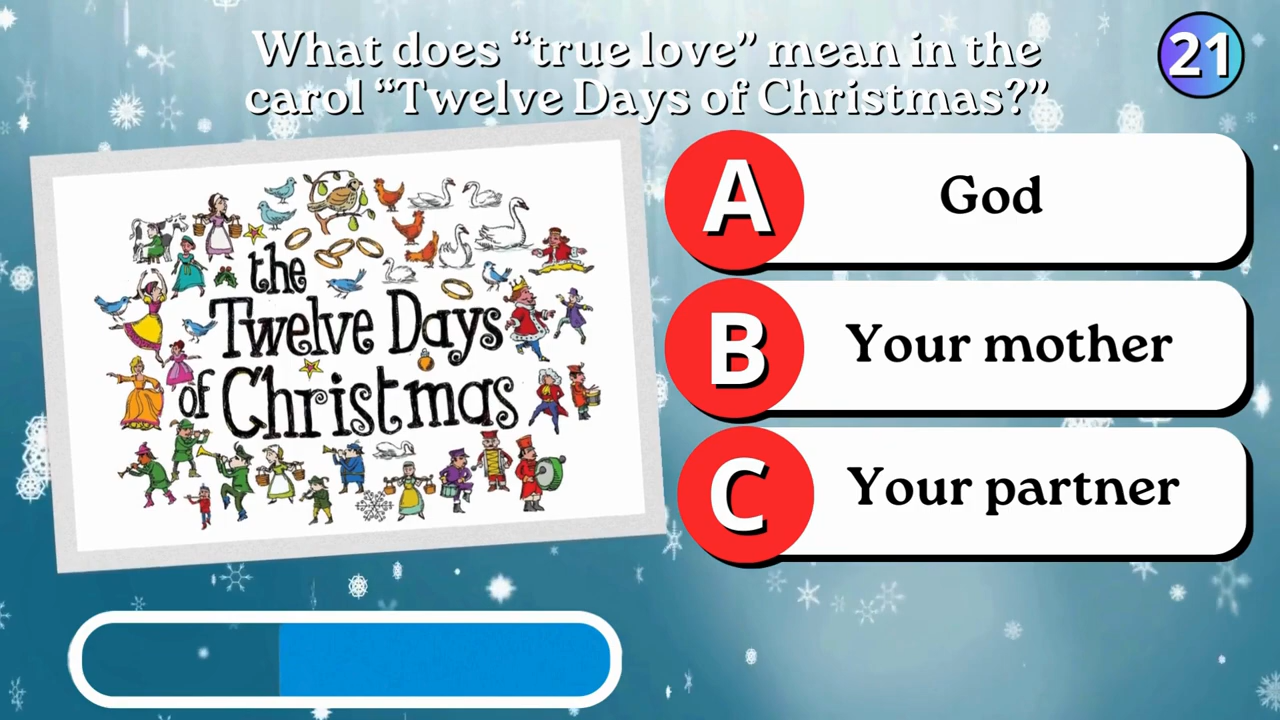 What does “true love” mean in the
carol “Twelve Days of Christmas?”
21
the
Twelve Days
of Christmas
A
God
B
Your mother
C
Your partner